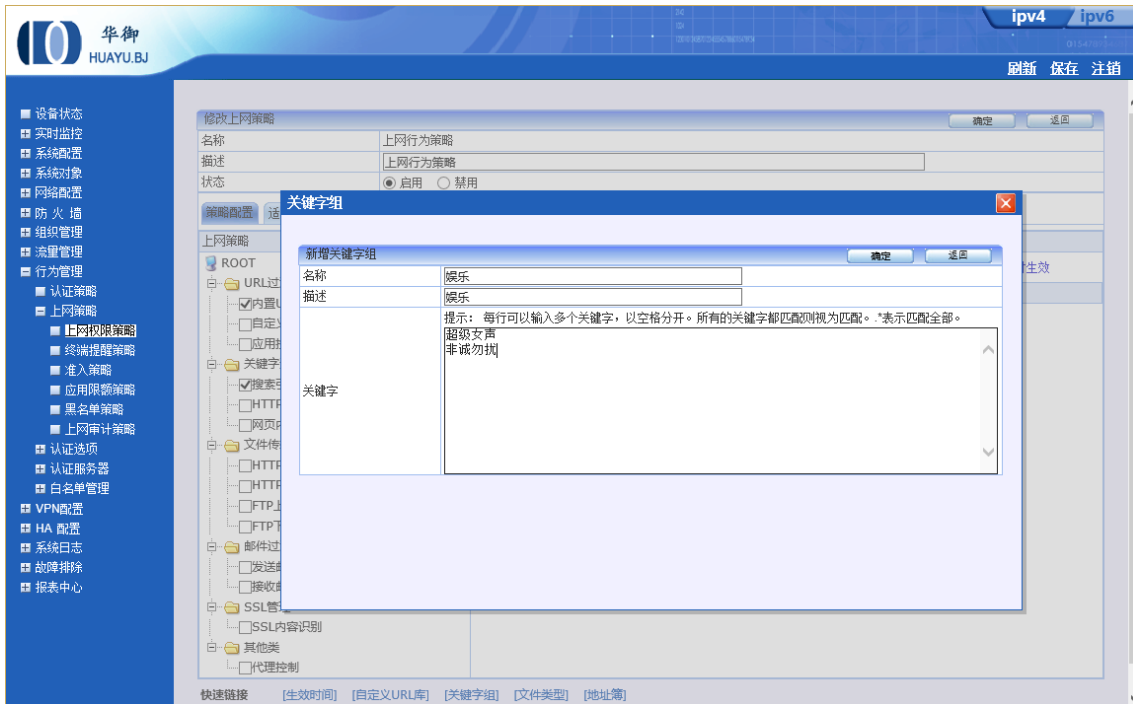 华御
HUAYU.BJ
ipv4
ipv6
刷新 保存 注销
设备状态
实时监控
系统配置
系统对象
网络配置
防 火 墙
组织管理
流量管理
行为管理
认证策略
上网策略
上网权限策略
终端提醒策略
准入策略
应用限额策略
黑名单策略
上网审计策略
认证选项
认证服务器
白名单管理
VPN配置
HA 配置
系统日志
故障排除
报表中心
修改上网策略
确定
返回
名称
上网行为策略
描述
上网行为策略
状态
启用
禁用
策略配置
适
上网策略
ROOT
URL过
内置U
自定义
应用
关键字
搜索引
HTTP
网页内
文件传
HTTP
HTTP
FTP上
FTP下
邮件过
发送
接收
SSL管理
SSL内容识别
其他类
代理控制
时生效
关键字组
新增关键字组
确定
返回
名称
娱乐
描述
娱乐
提示: 每行可以输入多个关键字，以空格分开。所有的关键字都匹配则视为匹配。.*表示匹配全部。
关键字
超级女声
非诚勿扰
快速链接
[生效时间] [自定义URL库] [关键字组] [文件类型] [地址簿]